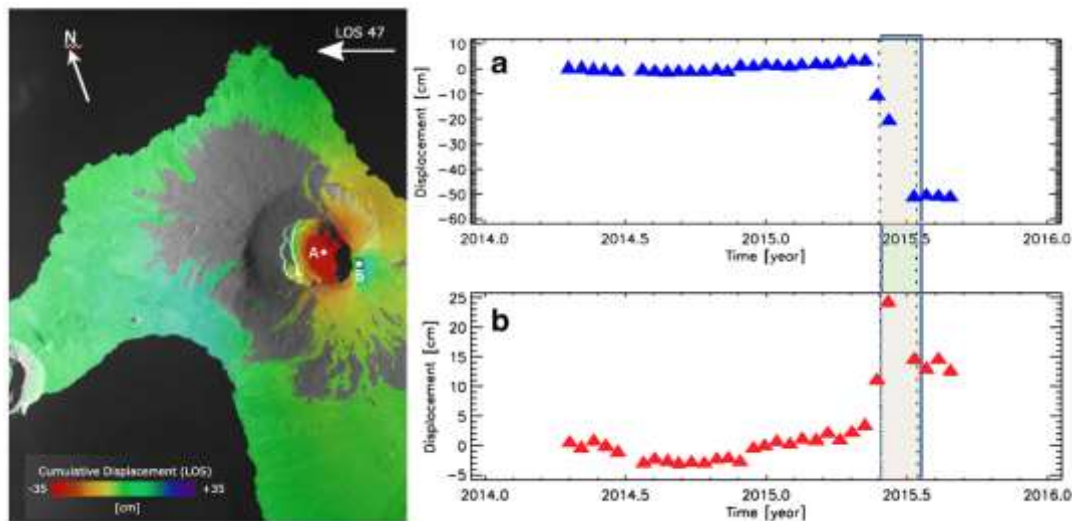 N
LOS 47
A
Cumulative Displacement (LOS)
-35
+35
[cm]
a
Displacement [cm]
10
0
−10
−20
−30
−40
−50
−60
2014.0
2014.5
2015.0
2015.5
2016.0
Time [year]
b
Displacement [cm]
25
20
15
10
5
0
−5
2014.0
2014.5
2015.0
2015.5
2016.0
Time [year]